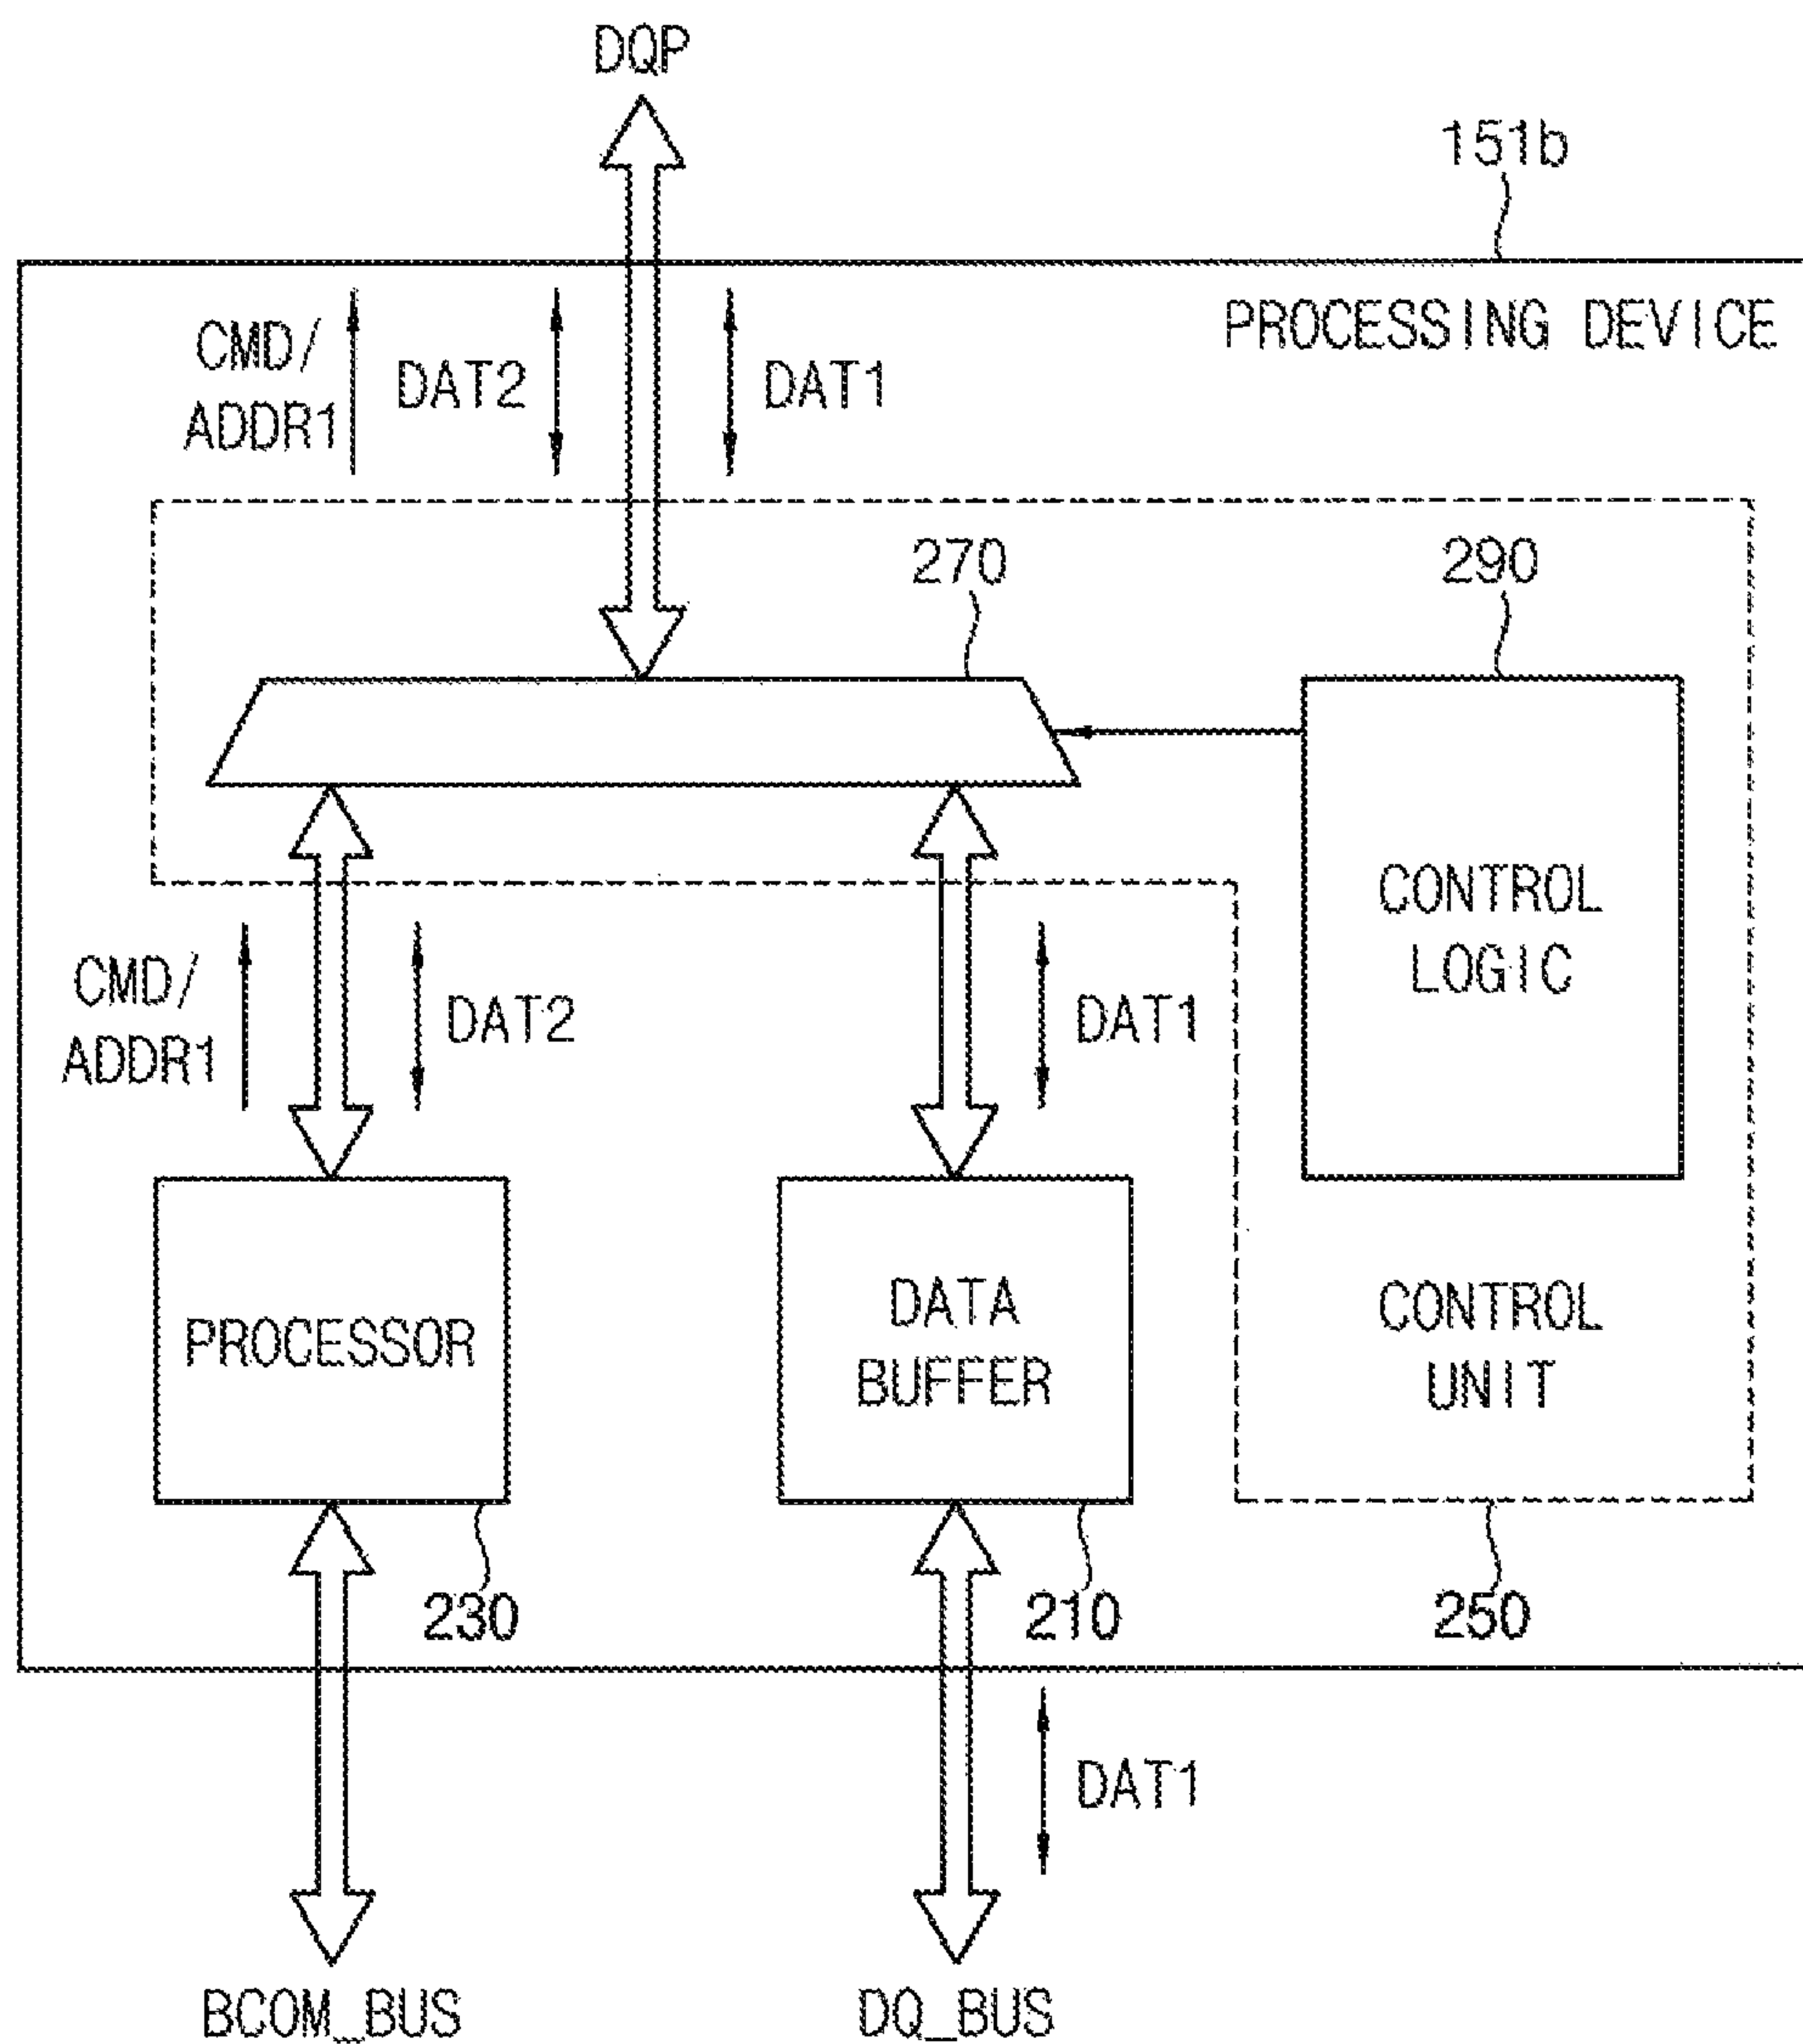 DQP
151b
PROCESSING DEVICE
CMD/
ADDR1
DAT2
DAT1
270
290
CONTROL
LOGIC
CMD/
ADDR1
DAT2
DAT1
PROCESSOR
DATA
BUFFER
CONTROL
UNIT
230
210
250
DAT1
BCOM_BUS
DQ_BUS